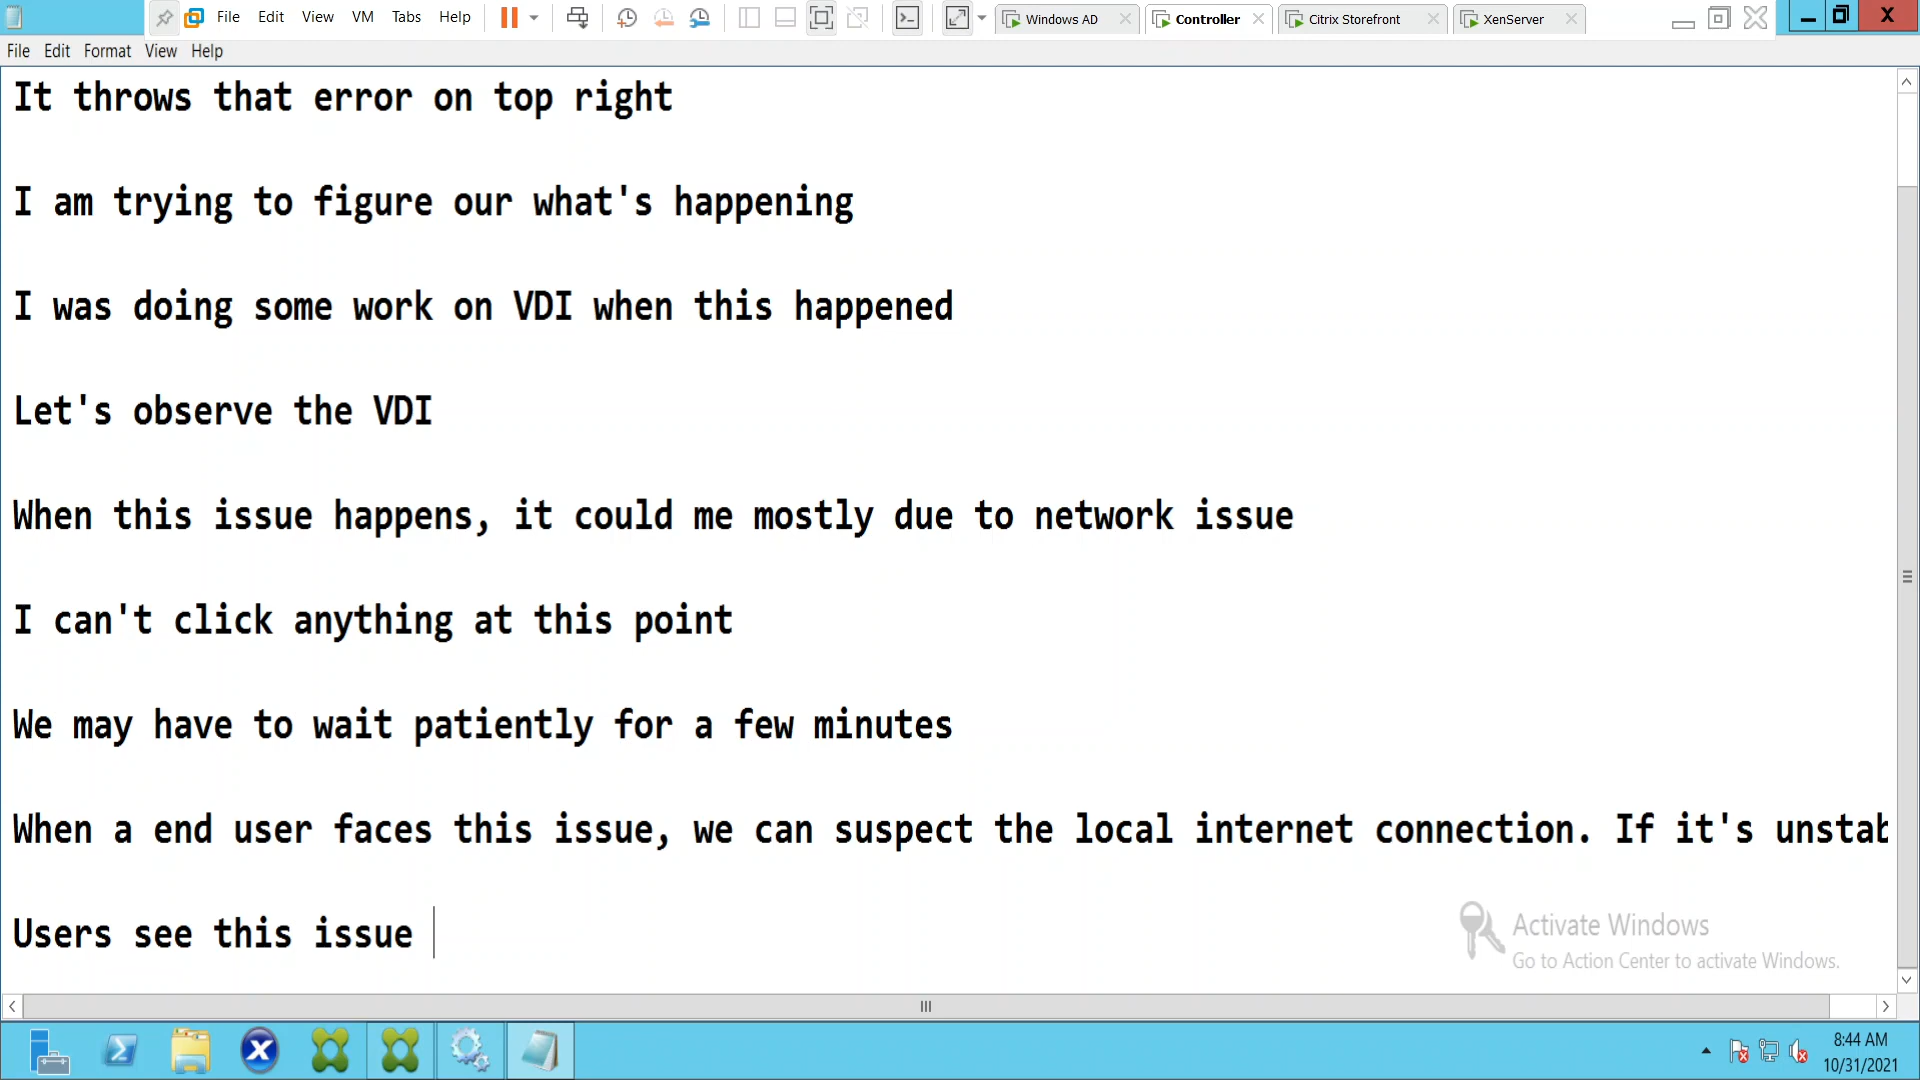 File Edit View VM Tabs Help Windows AD Controller Citrix Storefront XenServer
File Edit Format View Help
It throws that error on top right
I am trying to figure our what's happening
I was doing some work on VDI when this happened
Let's observe the VDI
When this issue happens, it could me mostly due to network issue
I can't click anything at this point
We may have to wait patiently for a few minutes
When a end user faces this issue, we can suspect the local internet connection. If it's unstab
Users see this issue
Activate Windows
Go to Action Center to activate Windows.
8:44 AM
10/31/2021